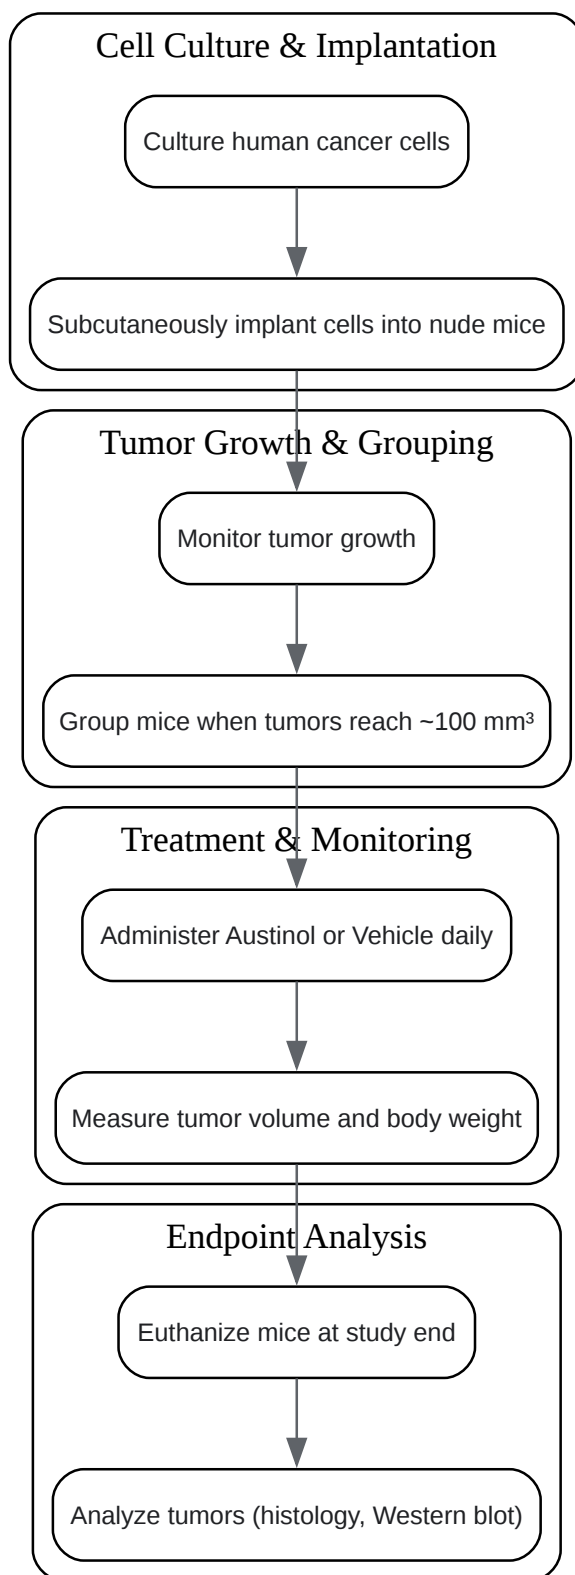 Cell Culture & Implantation
Culture human cancer cells
Subcutaneously implant cells into nude mice
Tumor Growth & Grouping
Monitor tumor growth
Group mice when tumors reach ~100 mm³
Treatment & Monitoring
Administer Austinol or Vehicle daily
Measure tumor volume and body weight
Endpoint Analysis
Euthanize mice at study end
Analyze tumors (histology, Western blot)